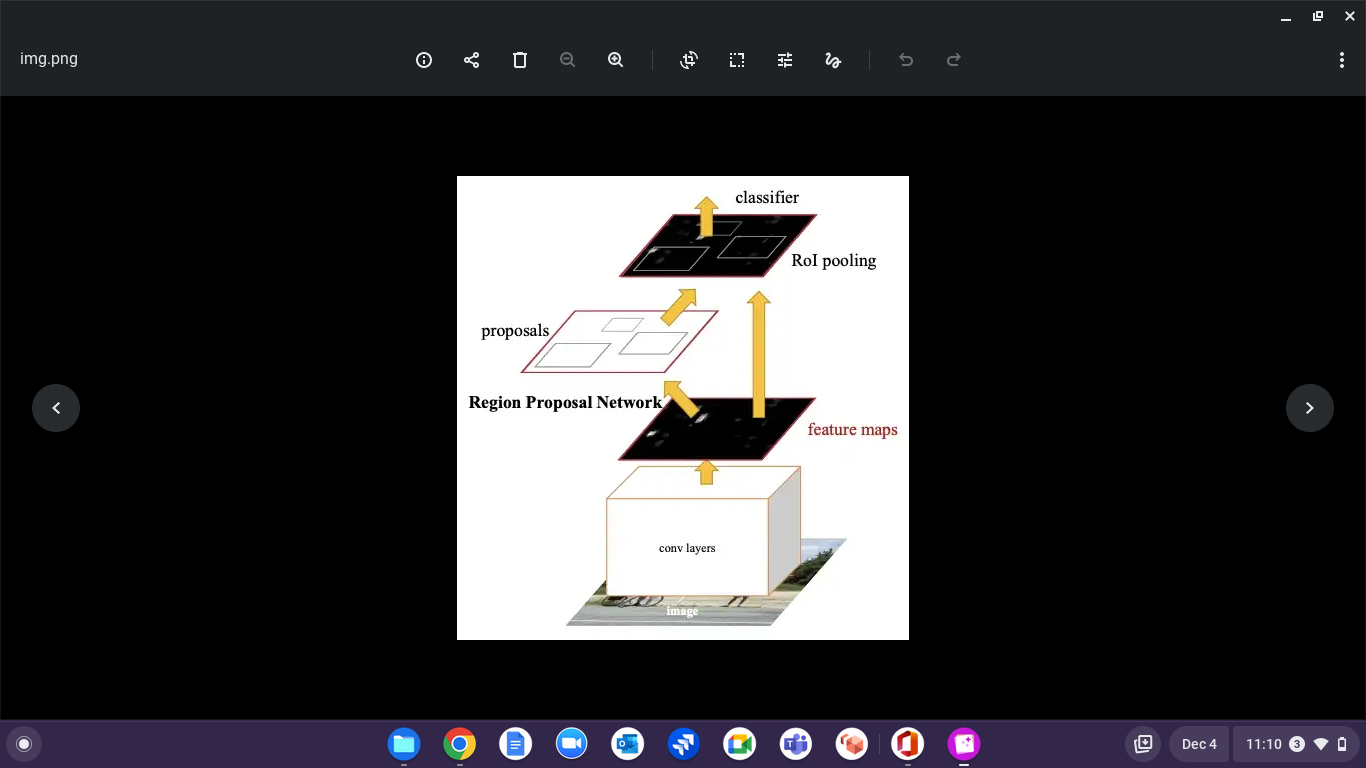 img.png
classifier
RoI pooling
proposals
Region Proposal Network
feature maps
conv layers
image
Dec 4
11:10
3